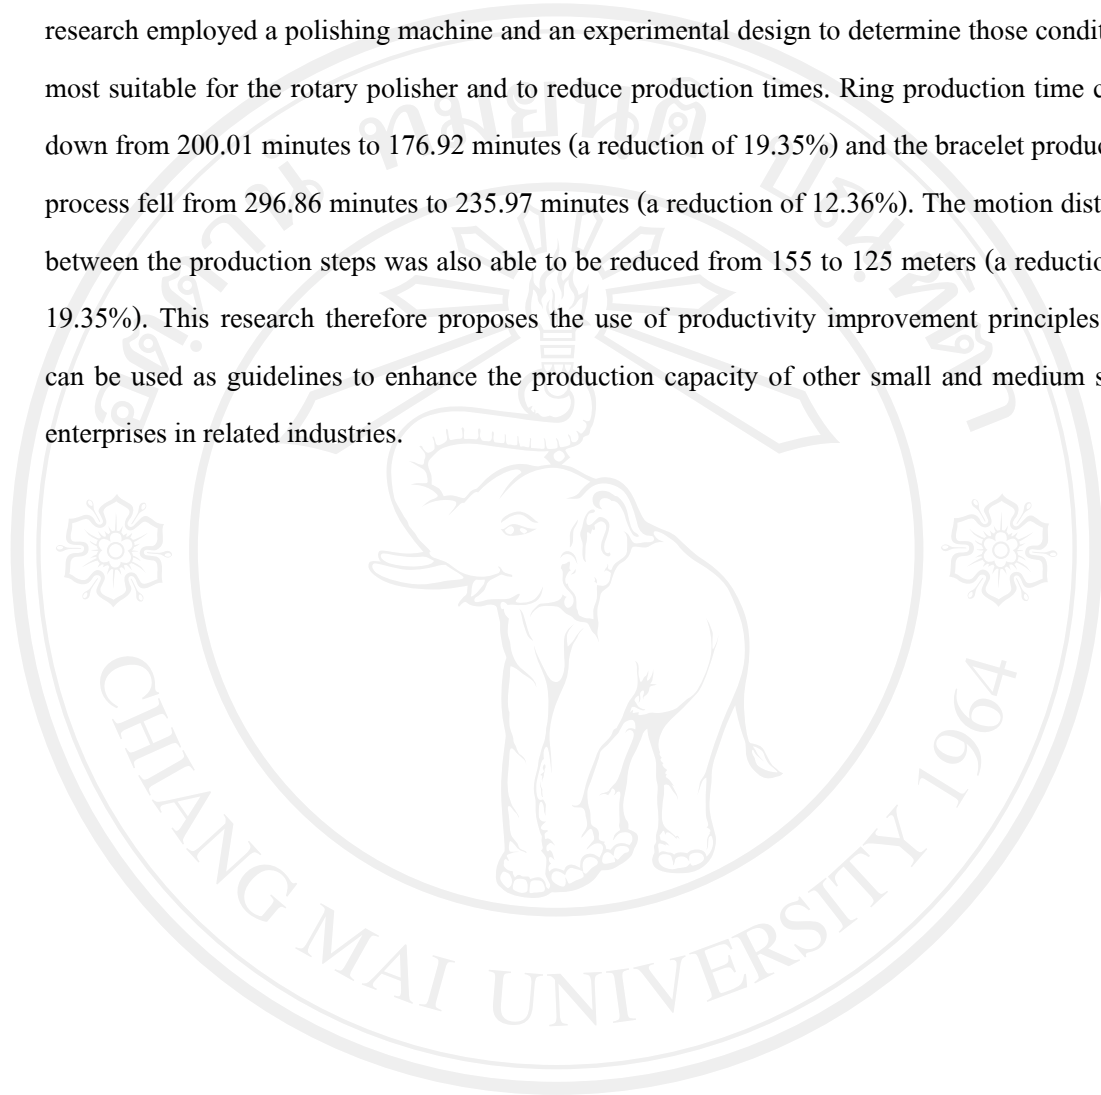 research employed a polishing machine and an experimental design to determine those condit
most suitable for the rotary polisher and to reduce production times. Ring production time c
down from 200.01 minutes to 176.92 minutes (a reduction of 19.35%) and the bracelet produc
process fell from 296.86 minutes to 235.97 minutes (a reduction of 12.36%). The motion dist
between the production steps was also able to be reduced from 155 to 125 meters (a reductio
19.35%). This research therefore proposes the use of productivity improvement principles
can be used as guidelines to enhance the production capacity of other small and medium s
enterprises in related industries.
CHIANG MAI UNIVERSITY 1964